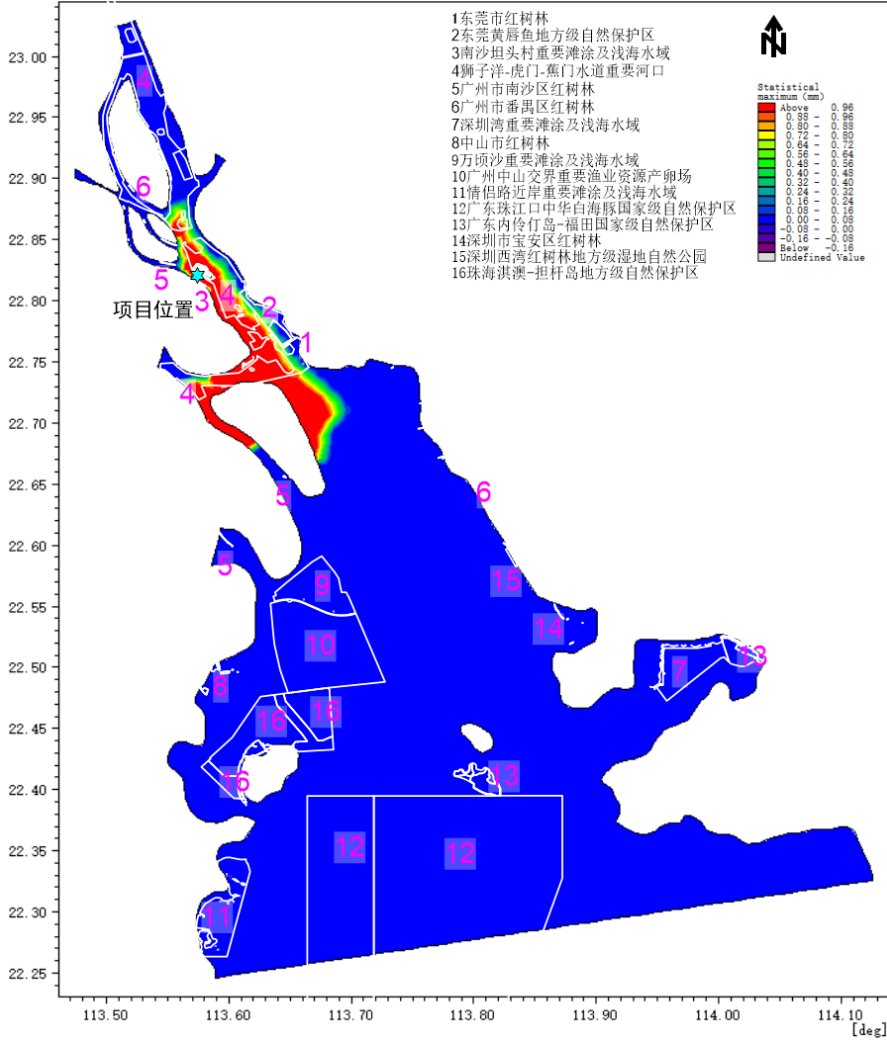 1东莞市红树林
2东莞黄唇鱼地方级自然保护区
3南沙坦头村重要滩涂及浅海水域
4狮子洋-虎门-蕉门水道重要河口
5广州市南沙区红树林
6广州市番禺区红树林
7深圳湾重要滩涂及浅海水域
8中山市红树林
9万顷沙重要滩涂及浅海水域
10广州中山交界重要渔业资源产卵场
11情侣路近岸重要滩涂及浅海水域
12广东珠江口中华白海豚国家级自然保护区
13广东内伶仃岛-福田国家级自然保护区
14深圳市宝安区红树林
15深圳西湾红树林地方级湿地自然公园
16珠海淇澳-担杆岛地方级自然保护区
N
Statistical
maximum (mm)
Above 0.96
0.88 - 0.96
0.80 - 0.88
0.72 - 0.80
0.64 - 0.72
0.56 - 0.64
0.48 - 0.56
0.40 - 0.48
0.32 - 0.40
0.24 - 0.32
0.16 - 0.24
0.08 - 0.16
0.00 - 0.08
-0.08 - 0.00
-0.16 - -0.08
Below -0.16
Undefined Value
23.00
22.95
22.90
22.85
22.80
22.75
22.70
22.65
22.60
22.55
22.50
22.45
22.40
22.35
22.30
22.25
4
6
5
3
4
2
项目位置
1
4
5
6
5
9
15
10
14
13
7
8
16
16
13
16
12
12
11
113.50
113.60
113.70
113.80
113.90
114.00
114.10
[deg]